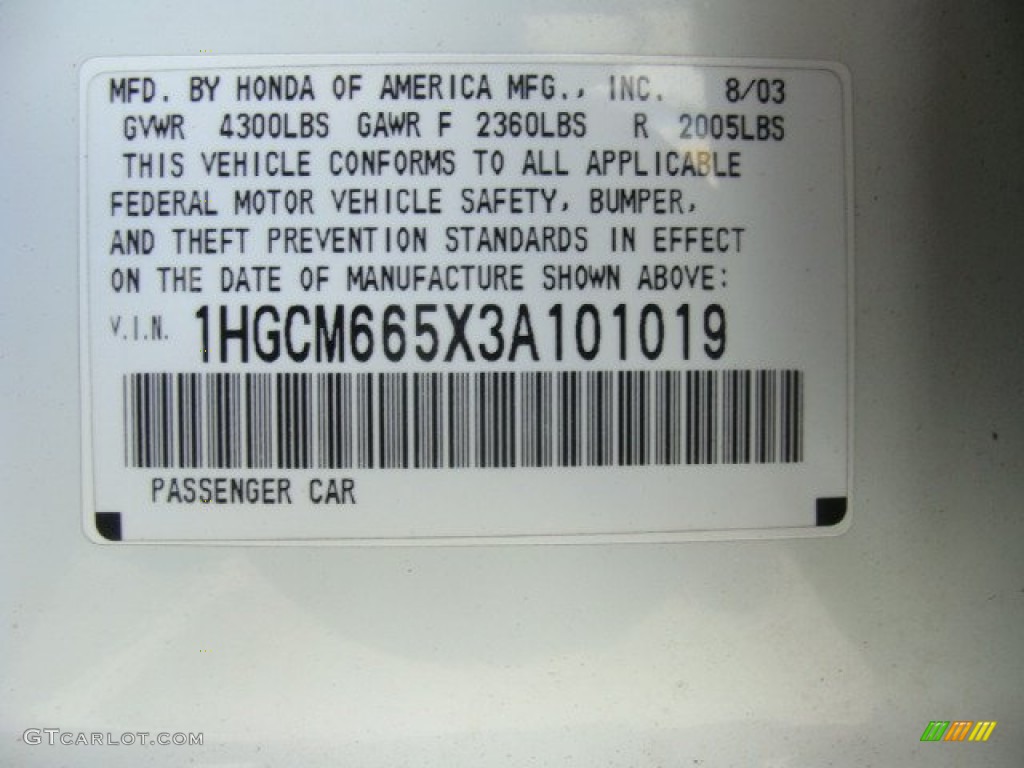 MFD. BY HONDA OF AMERICA MFG., INC. 8/03
GVWR 4300LBS GAWR F 2360LBS R 2005LBS
THIS VEHICLE CONFORMS TO ALL APPLICABLE
FEDERAL MOTOR VEHICLE SAFETY, BUMPER,
AND THEFT PREVENTION STANDARDS IN EFFECT
ON THE DATE OF MANUFACTURE SHOWN ABOVE:
V.I.N. 1HGCM665X3A101019
PASSENGER CAR
GTCARLOT.COM